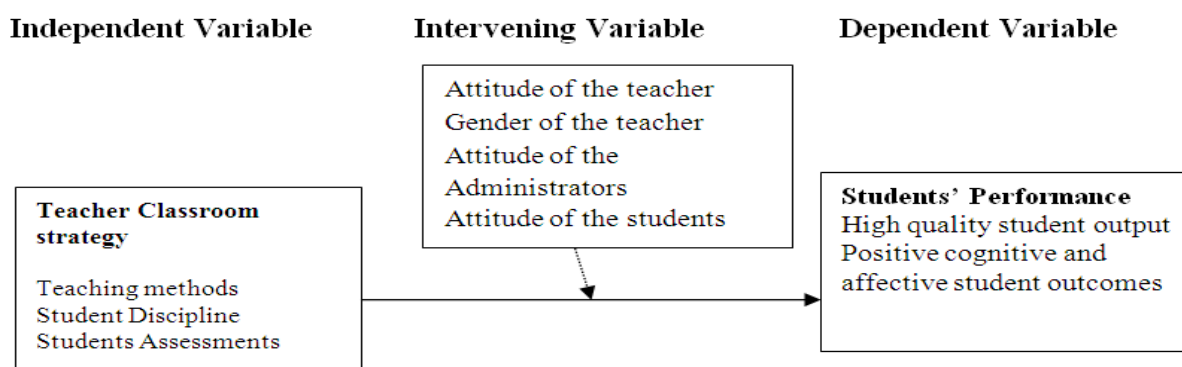 Independent Variable
Intervening Variable
Dependent Variable
Teacher Classroom
strategy
Teaching methods
Student Discipline
Students Assessments
Attitude of the teacher
Gender of the teacher
Attitude of the
Administrators
Attitude of the students
Students’ Performance
High quality student output
Positive cognitive and
affective student outcomes